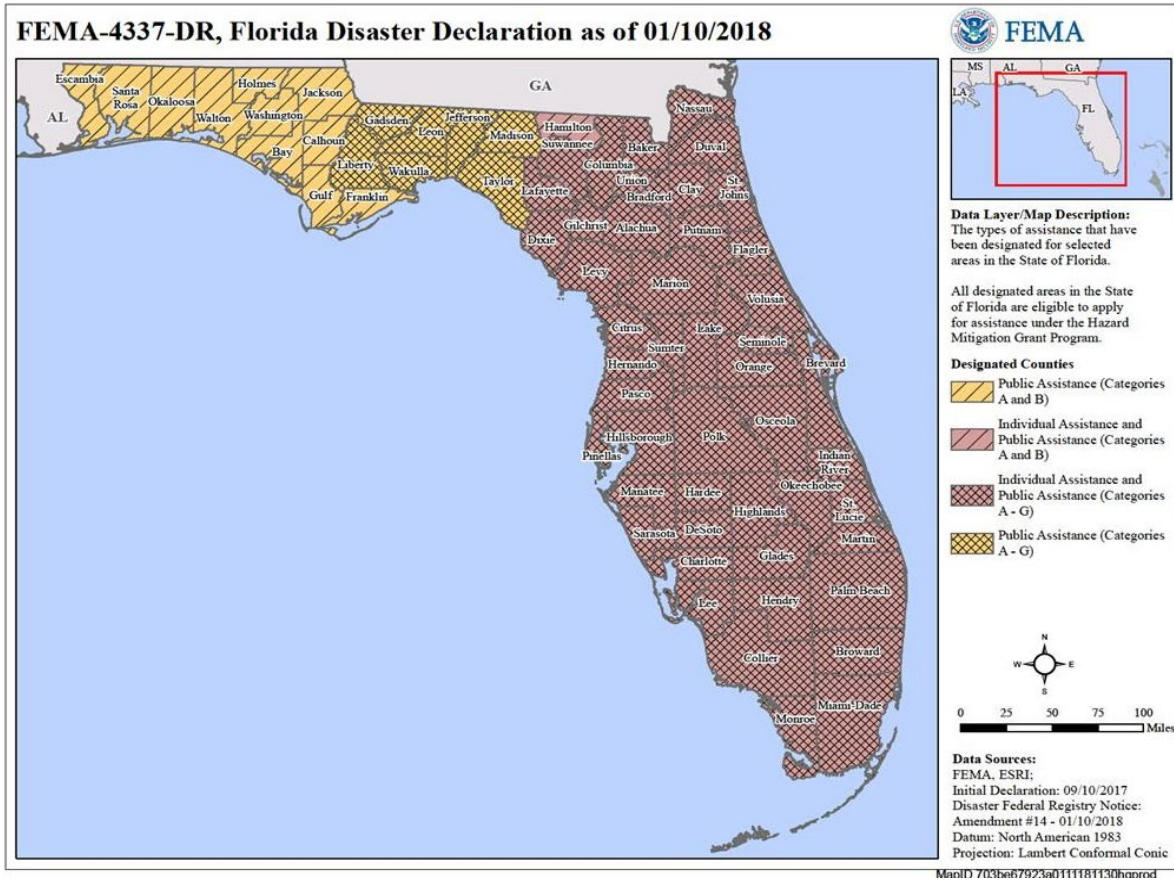 FEMA-4337-DR, Florida Disaster Declaration as of 01/10/2018
FEMA
MS AL GA
LA
FL
GA
AL
Escambia
Santa
Rosa
Okaloosa
Walton
Holmes
Washington
Jackson
Bay
Calhoun
Gulf
Franklin
Gadsden
Liberty
Leon
Wakulla
Jefferson
Madison
Taylor
Hamilton
Suwannee
Lafayette
Columbia
Baker
Nassau
Duval
Union
Bradford
Clay
St
Johns
Dixie
Gilchrist
Alachua
Putnam
Flagler
Levy
Marion
Volusia
Citrus
Sumter
Lake
Seminole
Hernando
Orange
Brevard
Pasco
Osceola
Hillsborough
Polk
Pinellas
Indian
River
Okeechobee
Manatee
Hardee
Highlands
St
Lucie
Sarasota
DeSoto
Martin
Charlotte
Glades
Lee
Hendry
Palm Beach
Collier
Broward
Monroe
Miami-Dade
Data Layer/Map Description:
The types of assistance that have
been designated for selected
areas in the State of Florida.
All designated areas in the State
of Florida are eligible to apply
for assistance under the Hazard
Mitigation Grant Program.
Designated Counties
Public Assistance (Categories
A and B)
Individual Assistance and
Public Assistance (Categories
A and B)
Individual Assistance and
Public Assistance (Categories
A - G)
Public Assistance (Categories
A - G)
N
W E
S
0 25 50 75 100
Miles
Data Sources:
FEMA, ESRI;
Initial Declaration: 09/10/2017
Disaster Federal Registry Notice:
Amendment #14 - 01/10/2018
Datum: North American 1983
Projection: Lambert Conformal Conic
MapID 703be67923a0111181130hqprod